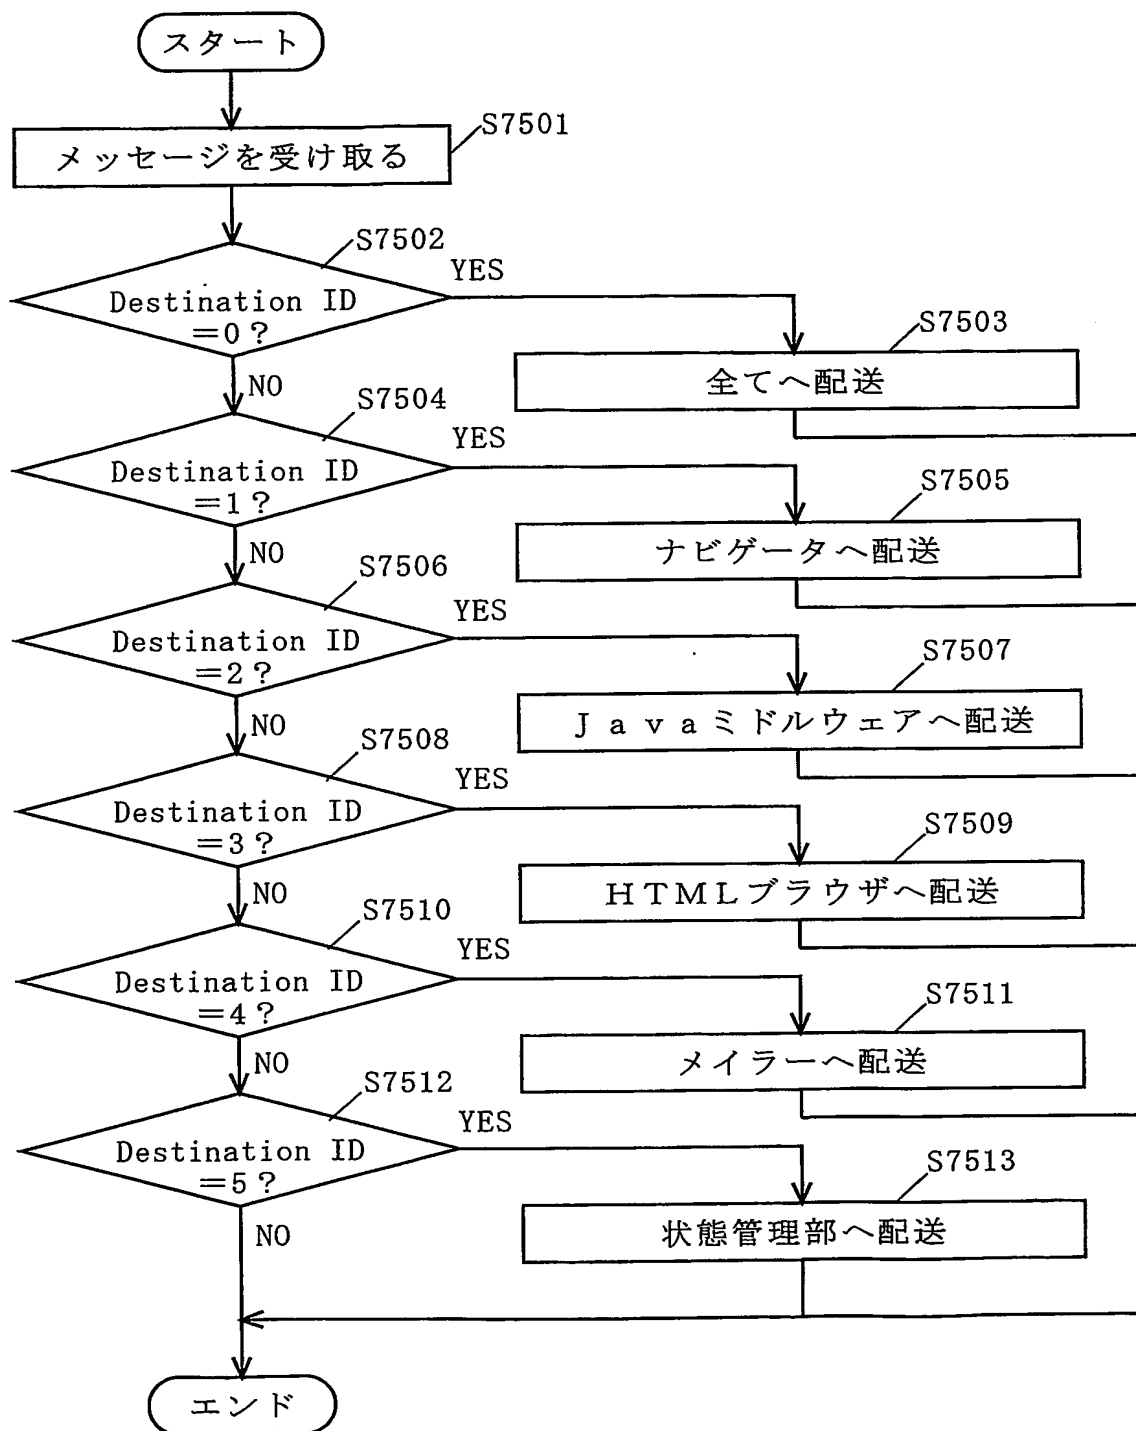 スタート
S7501
メッセージを受け取る
S7502
YES
Destination ID
=0?
S7503
全てへ配送
NO
S7504
YES
Destination ID
=1?
S7505
ナビゲータへ配送
NO
S7506
YES
Destination ID
=2?
S7507
Javaミドルウェアへ配送
NO
S7508
YES
Destination ID
=3?
S7509
HTMLブラウザへ配送
NO
S7510
YES
Destination ID
=4?
S7511
メイラーへ配送
NO
S7512
YES
Destination ID
=5?
S7513
状態管理部へ配送
NO
エンド